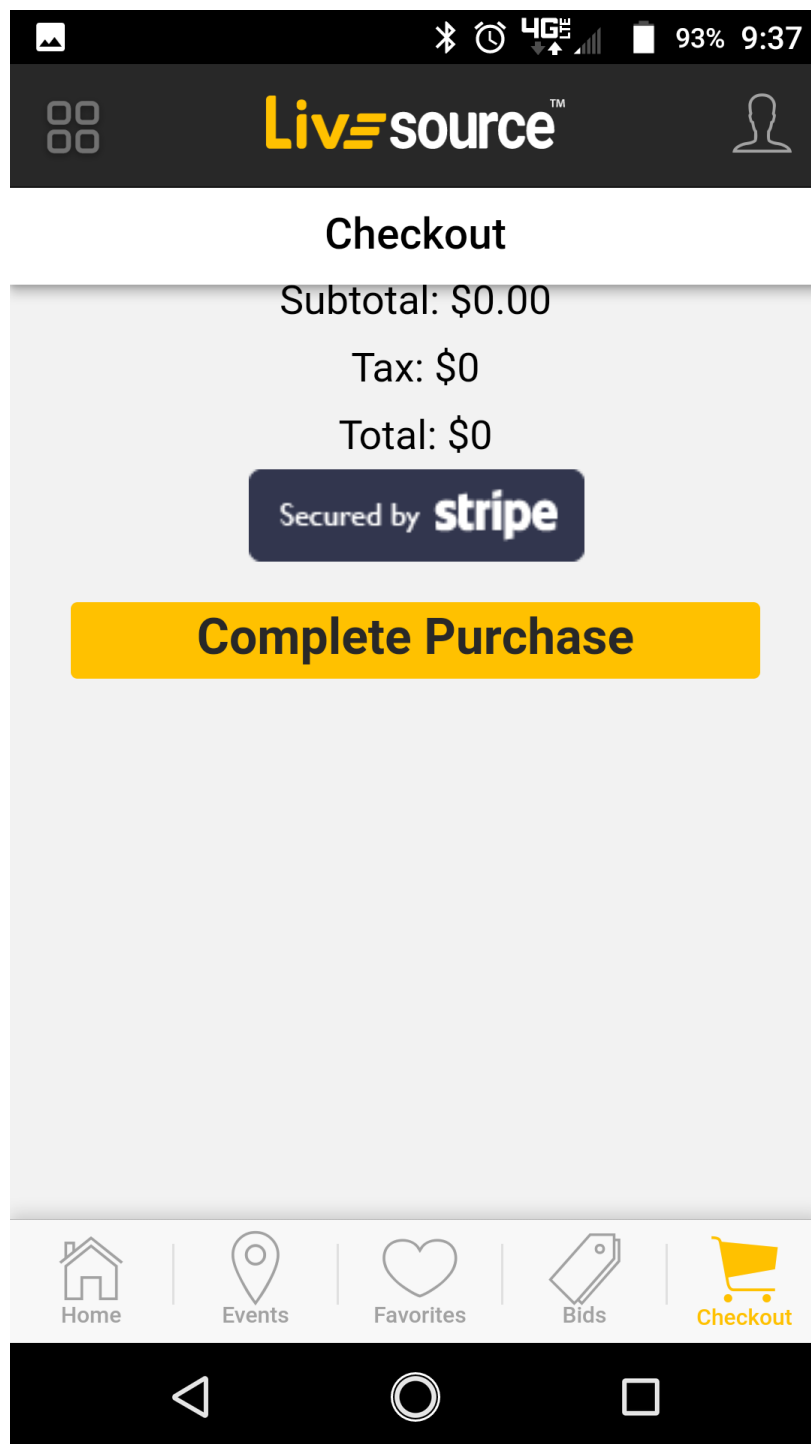 4G LTE 93% 9:37
Livesource™
Checkout
Subtotal: $0.00
Tax: $0
Total: $0
Secured by stripe
Complete Purchase
Home Events Favorites Bids Checkout